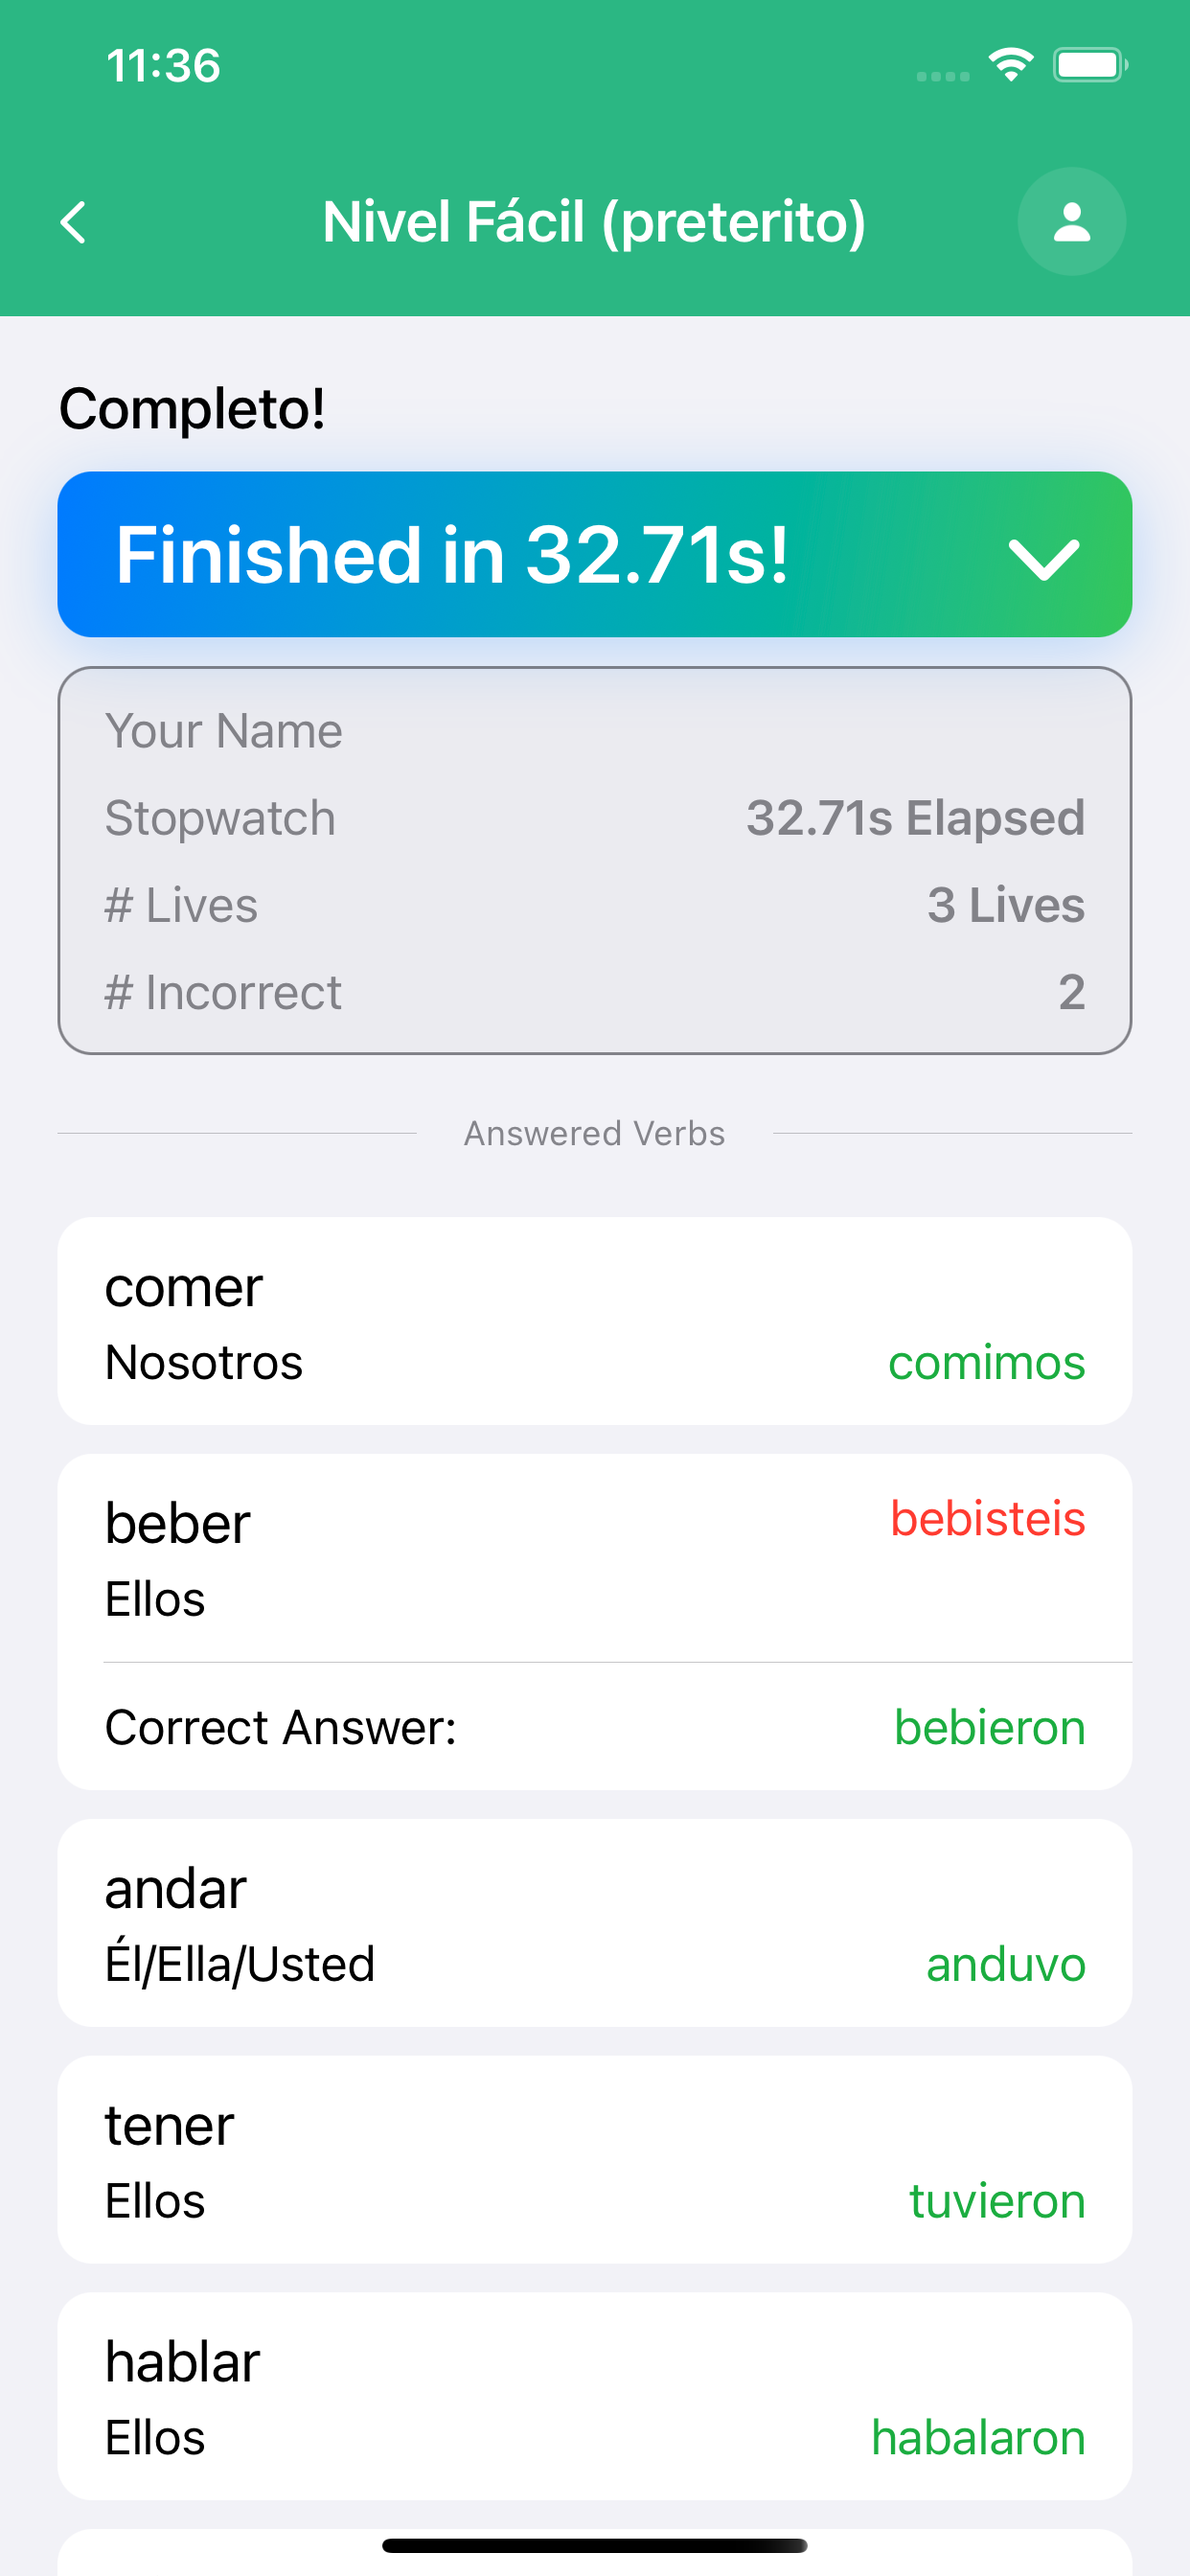 11:36
Nivel Fácil (preterito)
Completo!
Finished in 32.71s!
Your Name
Stopwatch 32.71s Elapsed
# Lives 3 Lives
# Incorrect 2
Answered Verbs
comer
Nosotros comimos
beber bebisteis
Ellos
Correct Answer: bebieron
andar
Él/Ella/Usted anduvo
tener
Ellos tuvieron
hablar
Ellos habalaron